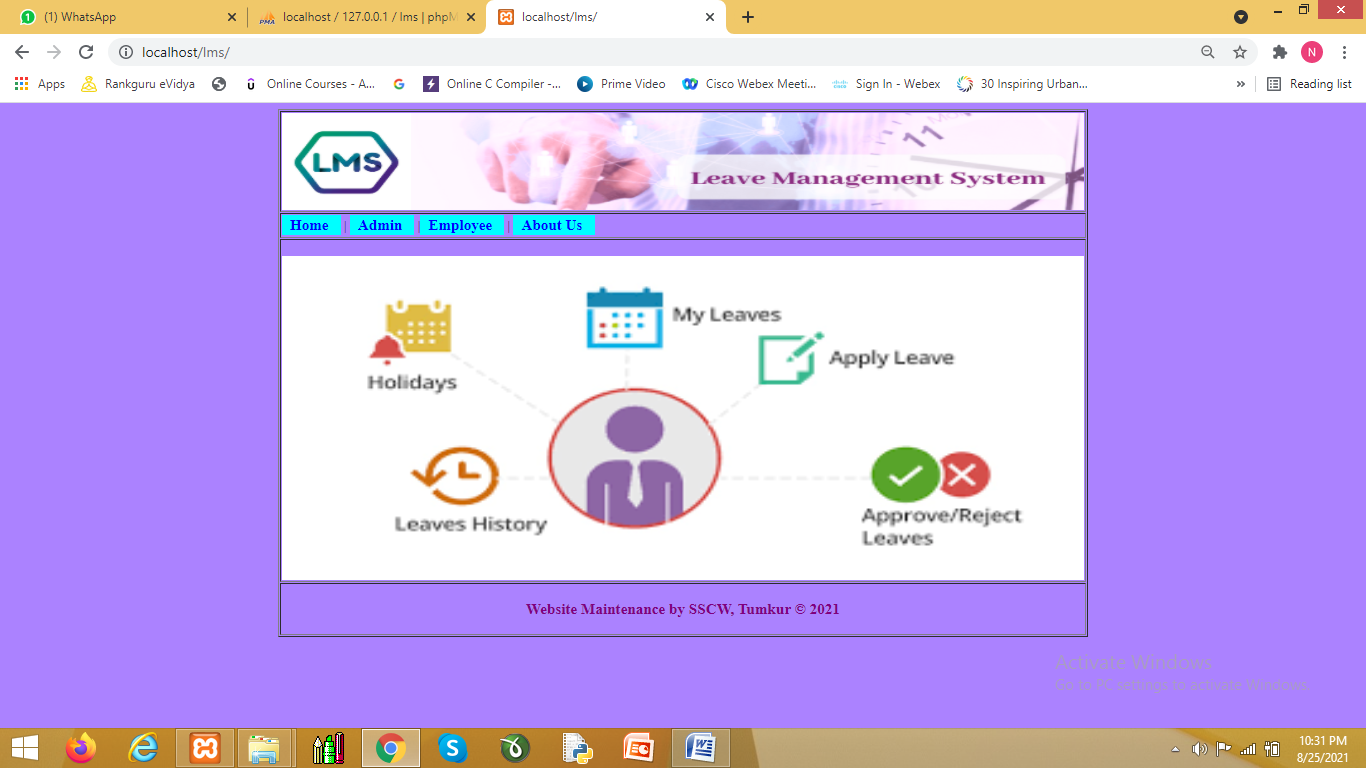 (1) WhatsApp
localhost / 127.0.0.1 / lms | phpM
localhost/lms/
localhost/lms/
N
Apps
Rankguru eVidya
Online Courses - A...
Online C Compiler -...
Prime Video
Cisco Webex Meeti...
Sign In - Webex
30 Inspiring Urban...
»
Reading list
LMS
11
10
Leave Management System
Home | Admin | Employee | About Us
My Leaves
Apply Leave
Holidays
Leaves History
Approve/Reject
Leaves
Website Maintenance by SSCW, Tumkur © 2021
Activate Windows
Go to PC settings to activate Windows.
10:31 PM
8/25/2021